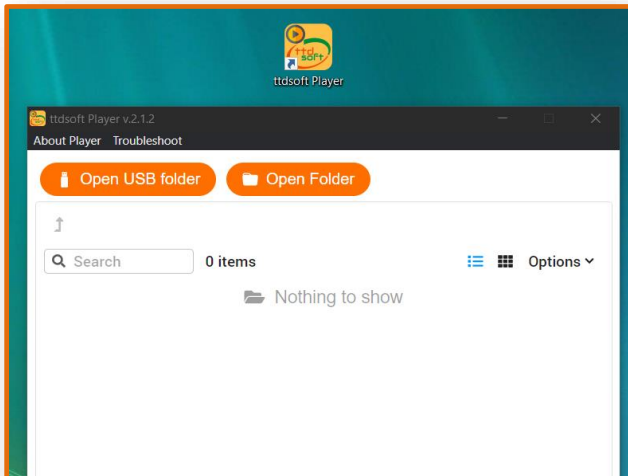 ttd
soft
ttdsoft Player
ttdsoft Player v.2.1.2
About Player Troubleshoot
Open USB folder Open Folder
Search 0 items Options
Nothing to show